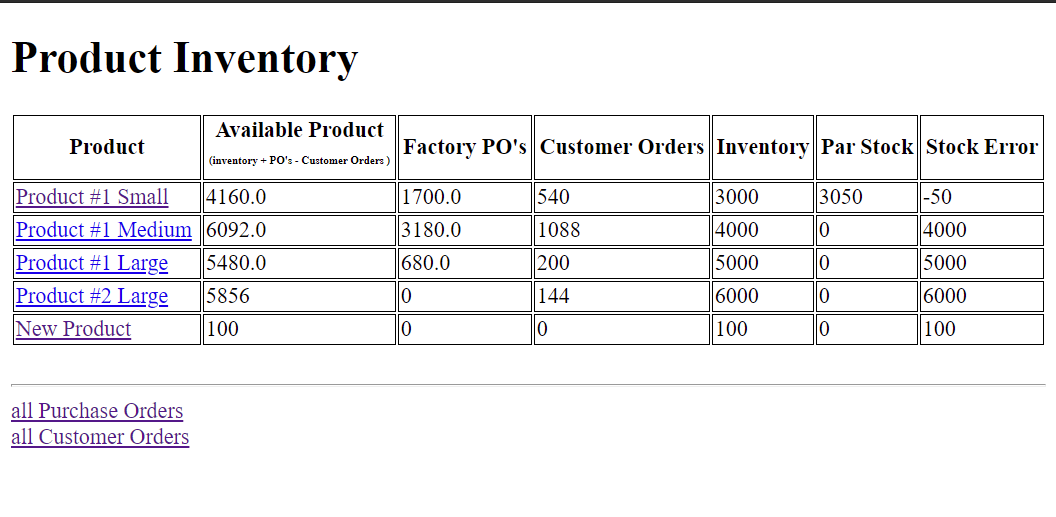 Product Inventory
Product Available Product (inventory + PO's - Customer Orders ) Factory PO's Customer Orders Inventory Par Stock Stock Error
Product #1 Small 4160.0 1700.0 540 3000 3050 -50
Product #1 Medium 6092.0 3180.0 1088 4000 0 4000
Product #1 Large 5480.0 680.0 200 5000 0 5000
Product #2 Large 5856 0 144 6000 0 6000
New Product 100 0 0 100 0 100
all Purchase Orders
all Customer Orders